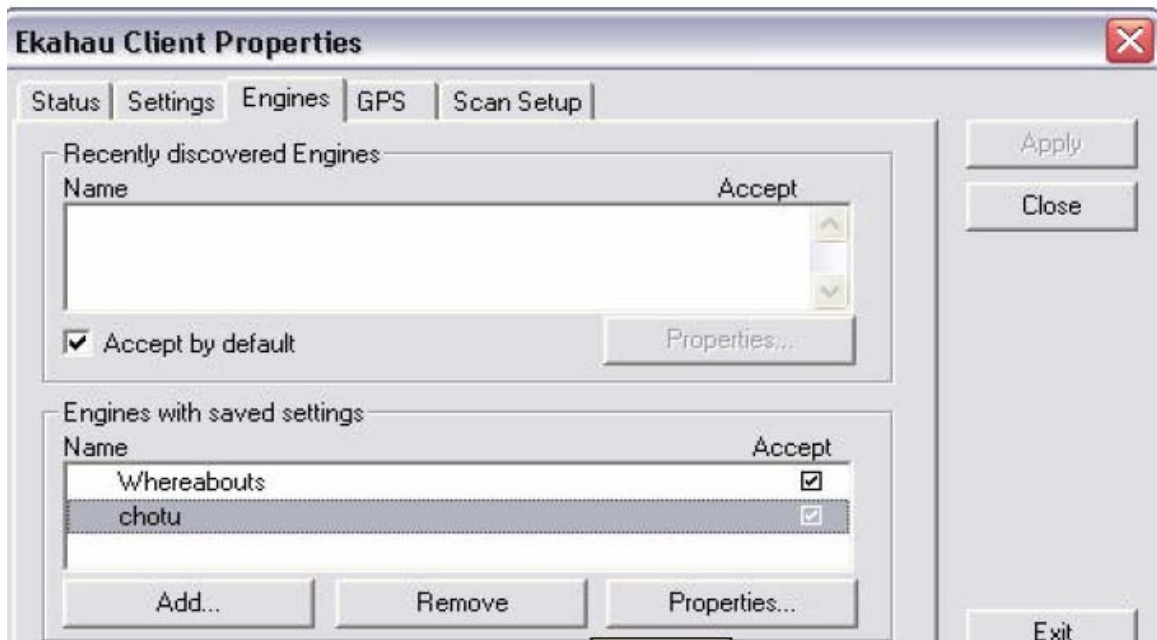 Ekahau Client Properties
Status Settings Engines GPS Scan Setup
Recently discovered Engines
Name Accept
Accept by default
Properties...
Engines with saved settings
Name Accept
Whereabouts
chotu
Add... Remove Properties...
Apply
Close
Exit